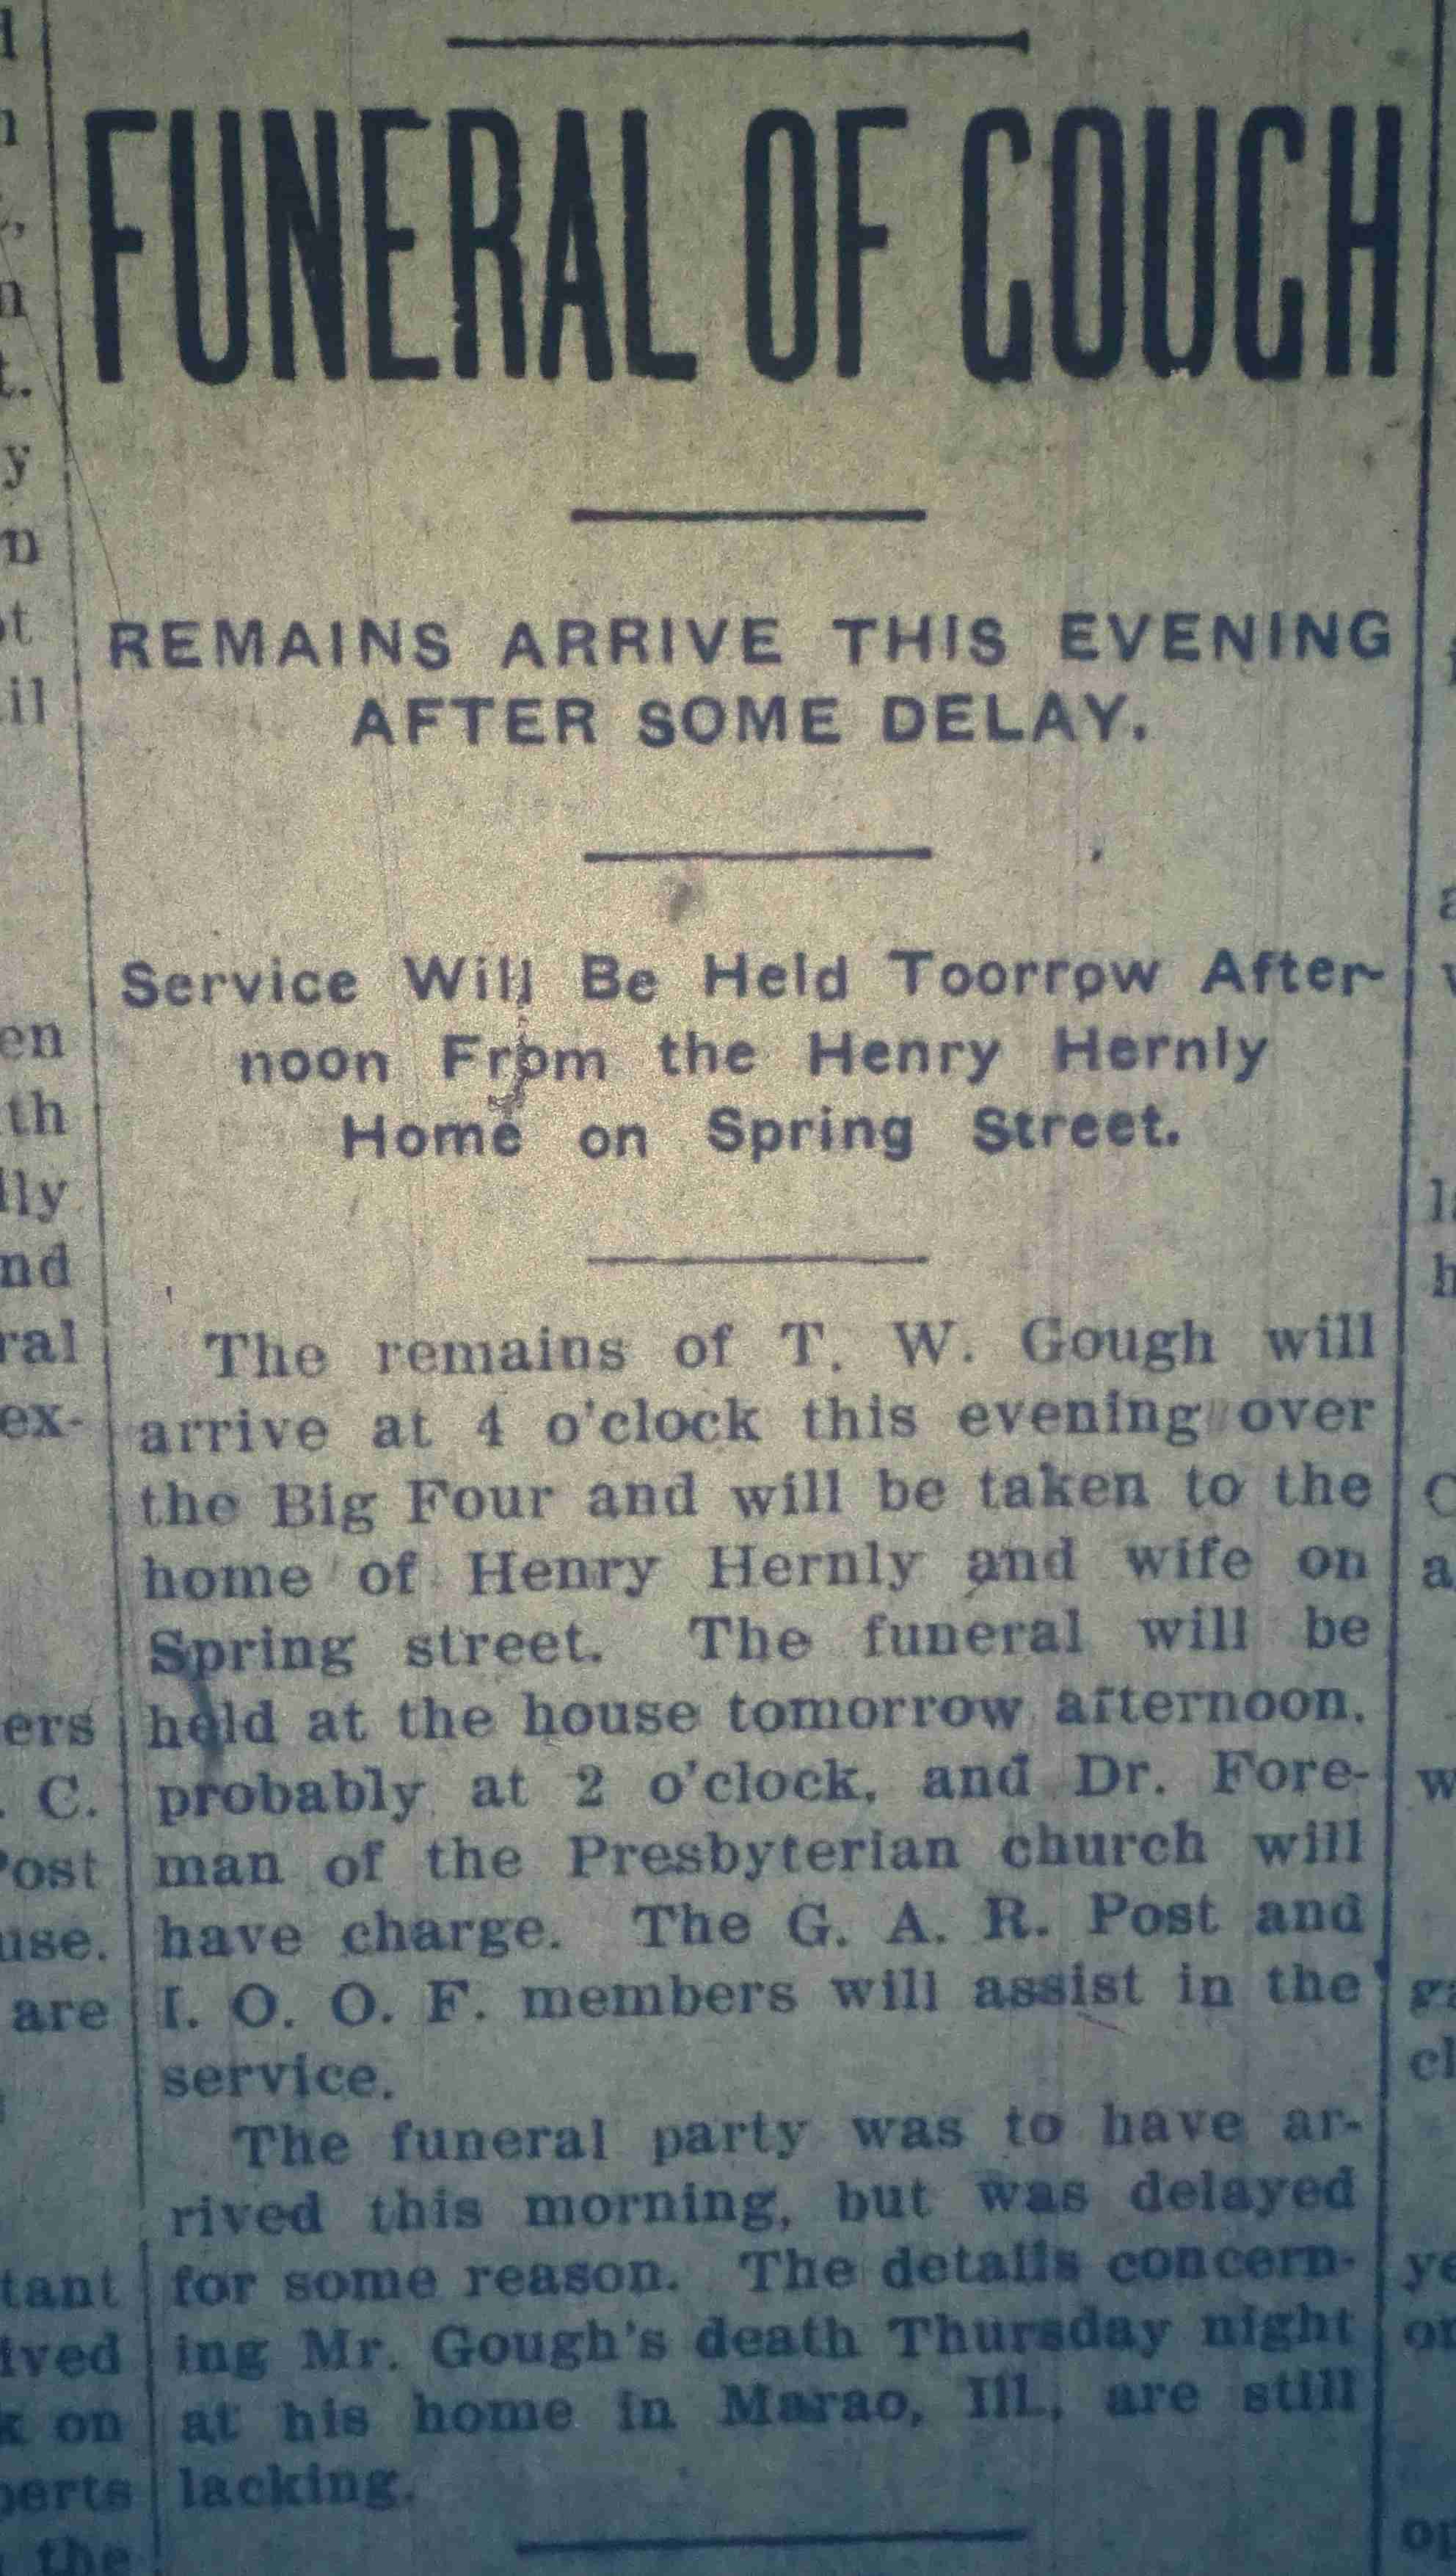 FUNERAL OF GOUGH
REMAINS ARRIVE THIS EVENING
AFTER SOME DELAY.
Service Will Be Held Toorrow After-
noon From the Henry Hernly
Home on Spring Street.
The remains of T. W. Gough will
arrive at 4 o'clock this evening over
the Big Four and will be taken to the
home of Henry Hernly and wife on
Spring street. The funeral will be
held at the house tomorrow afternoon,
probably at 2 o'clock, and Dr. Fore-
man of the Presbyterian church will
have charge. The G. A. R. Post and
I. O. O. F. members will assist in the
service.
The funeral party was to have ar-
rived this morning, but was delayed
for some reason. The details concern-
ing Mr. Gough's death Thursday night
at his home in Marao, Ill., are still
lacking.